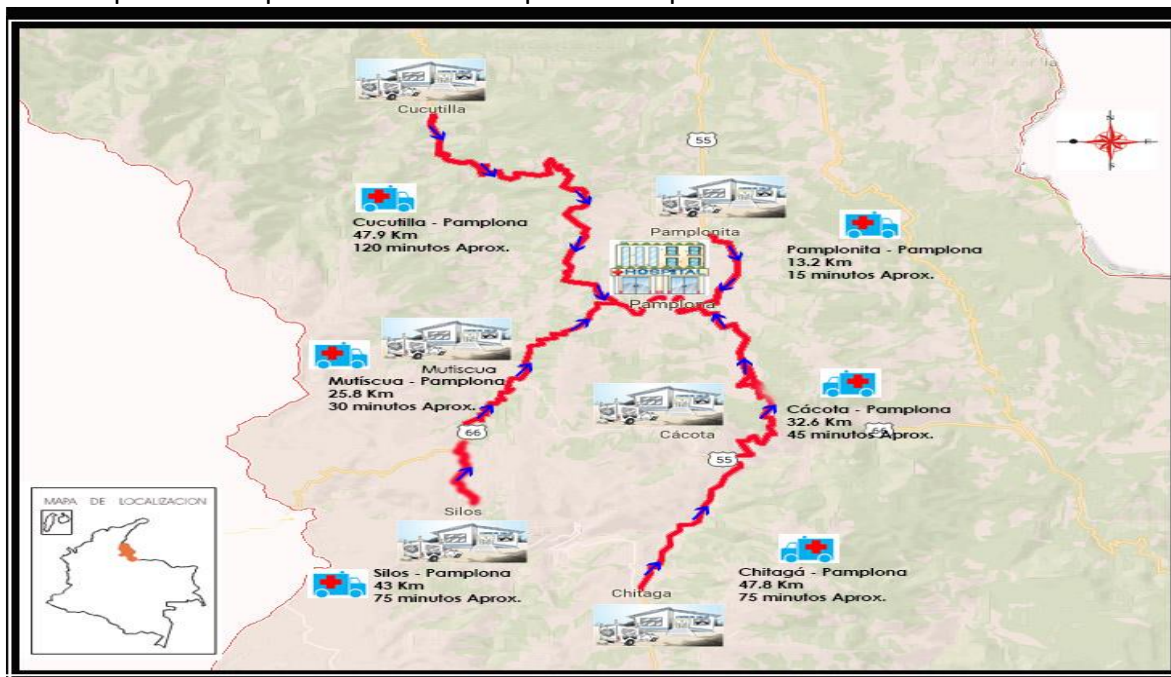 Cucutilla
55
Cucutilla - Pamplona
47.9 Km
120 minutos Aprox.
Pamplonita
Pamplonita - Pamplona
13.2 Km
15 minutos Aprox.
HOSPITAL
Pamplona
Mutiscua
Mutíscua - Pamplona
25.8 Km
30 minutos Aprox.
66
Cácota
Cácota - Pamplona
32.6 Km
45 minutos Aprox.
66
55
MAPA DE LOCALIZACION
Silos
Silos - Pamplona
43 Km
75 minutos Aprox.
Chitaga
Chitagá - Pamplona
47.8 Km
75 minutos Aprox.